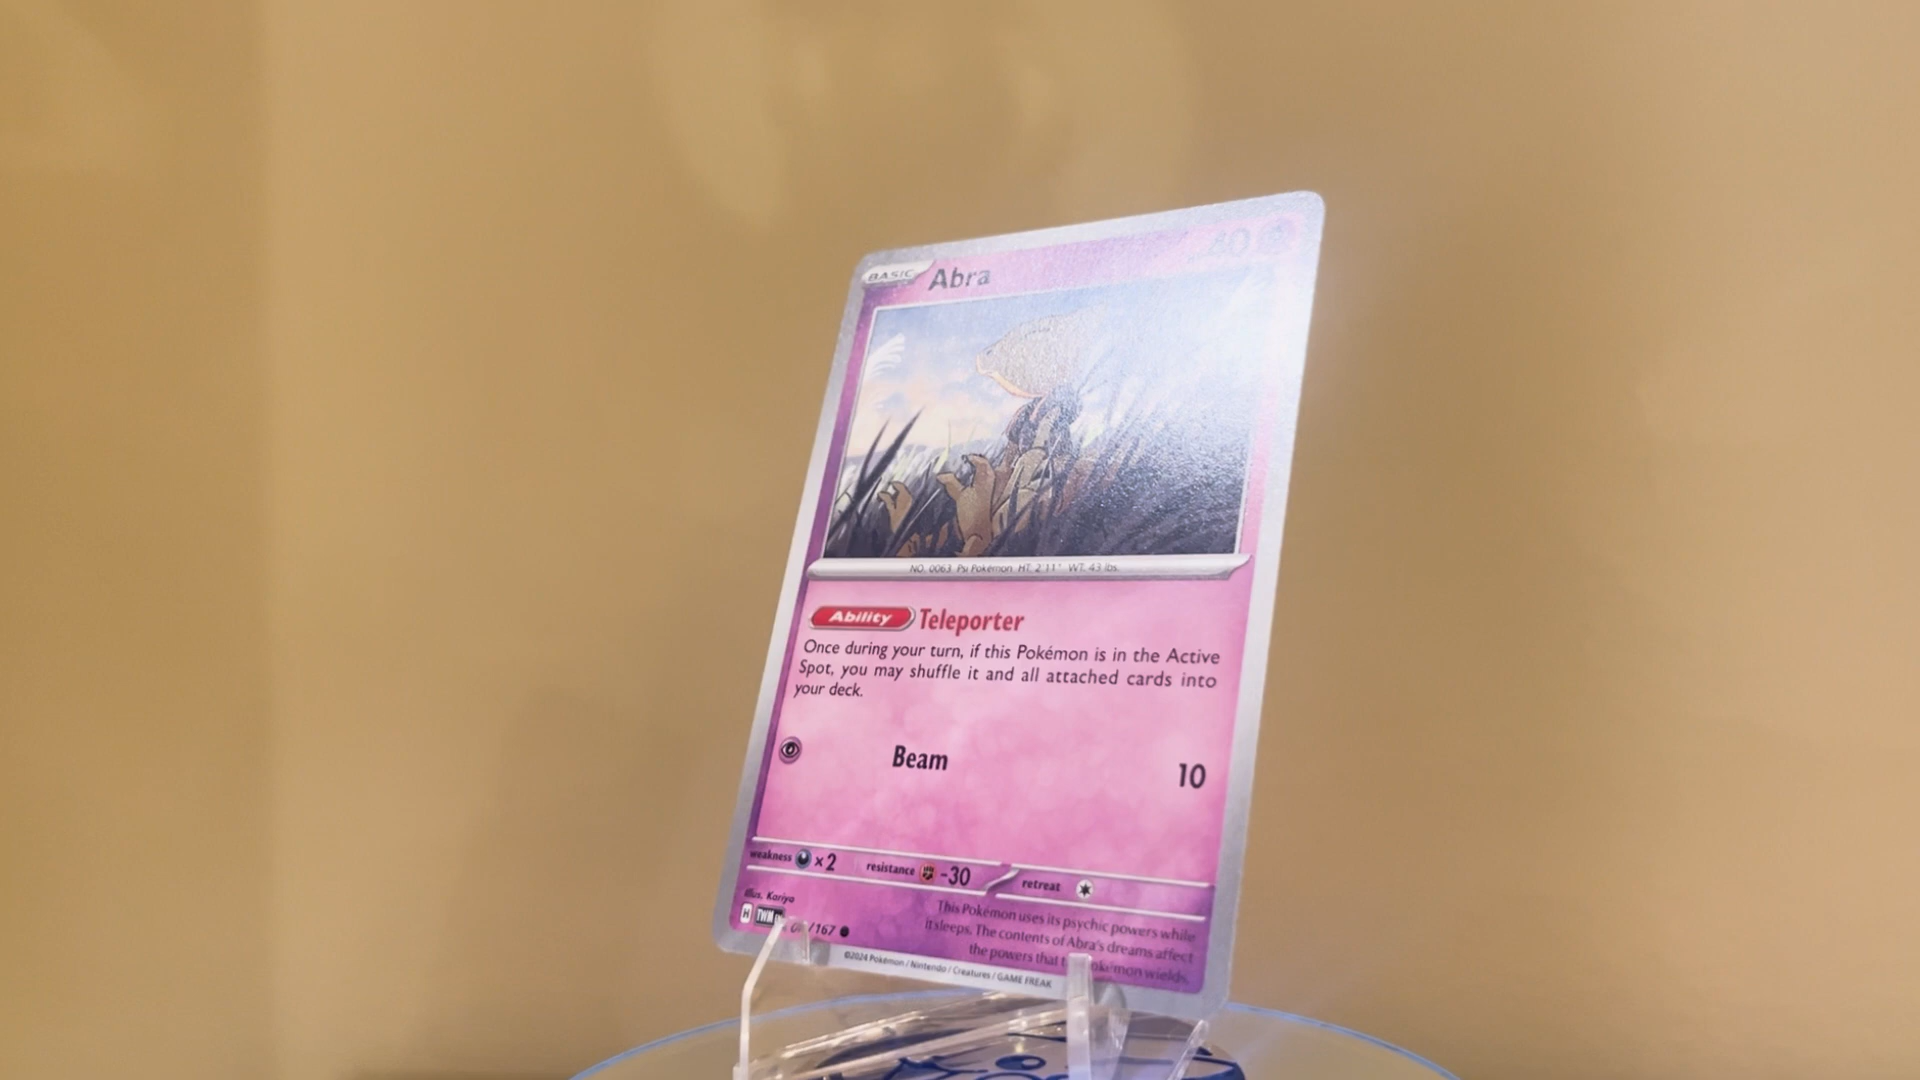 BASIC Abra 40
NO. 0063 Psi Pokémon HT: 2'11" WT: 43 lbs.
Ability Teleporter
Once during your turn, if this Pokémon is in the Active
Spot, you may shuffle it and all attached cards into
your deck.
Beam 10
weakness ×2 resistance -30 retreat
Illus. Kariya
H TWM /167
This Pokémon uses its psychic powers while
it sleeps. The contents of Abra's dreams affect
the powers that Pokémon wields.
©2024 Pokémon / Nintendo / Creatures / GAME FREAK